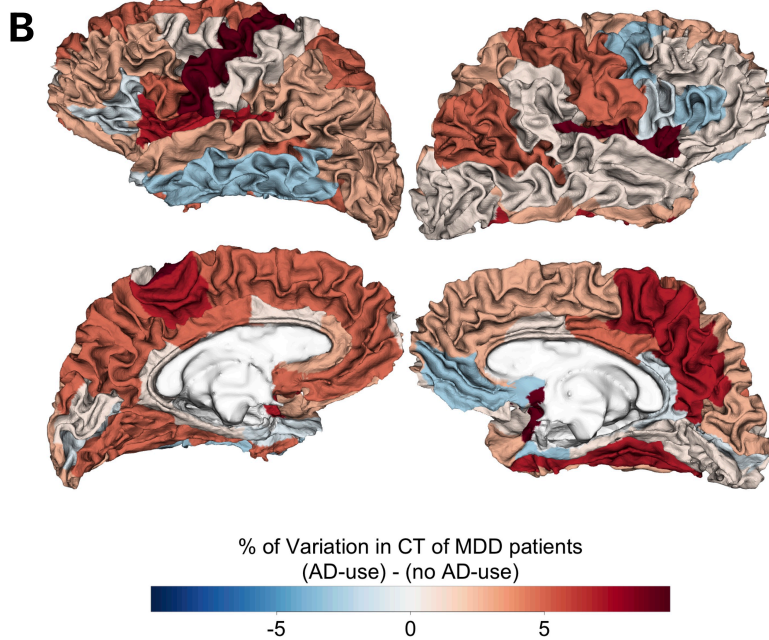 B
% of Variation in CT of MDD patients
(AD-use) - (no AD-use)
-5 0 5